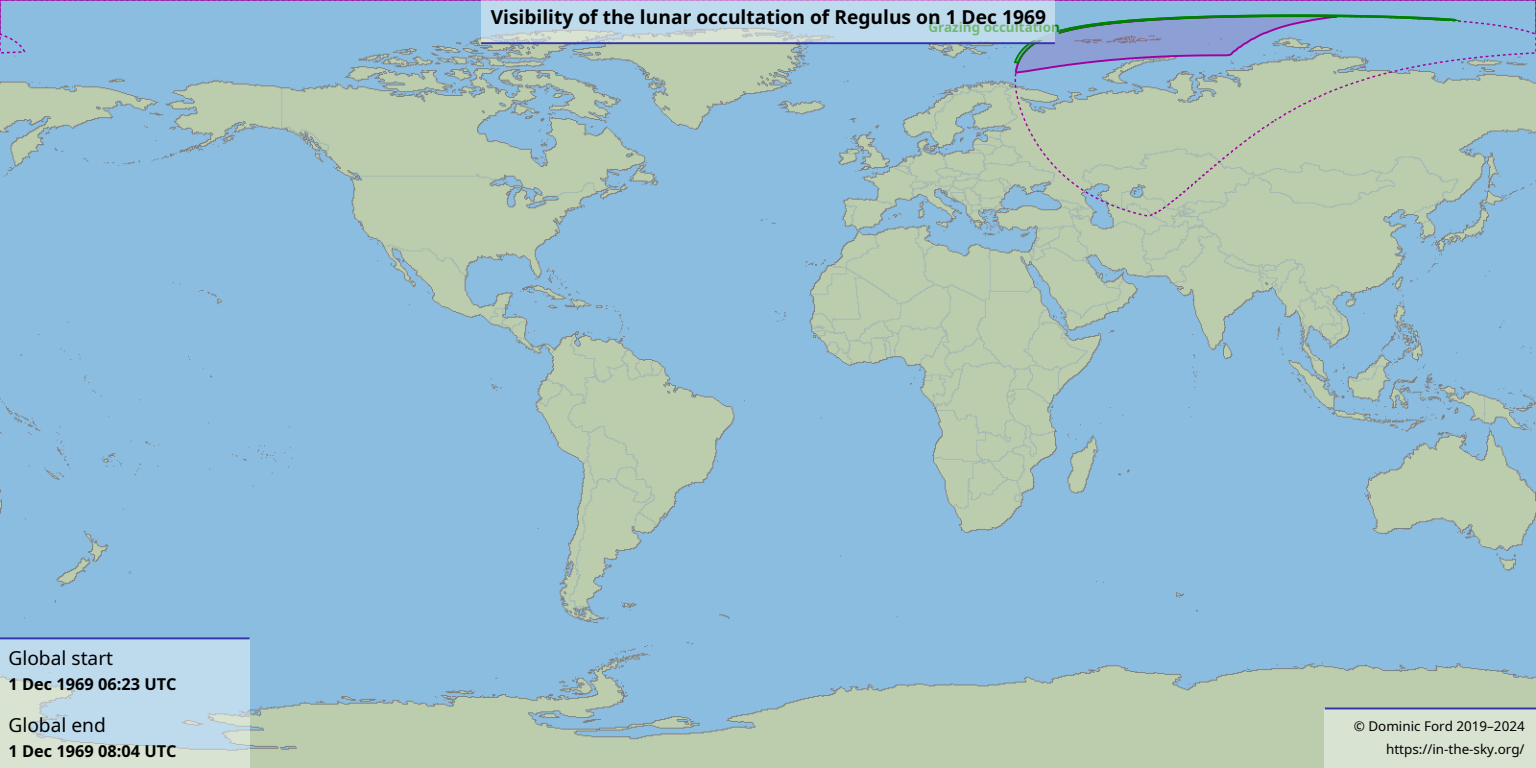 Visibility of the lunar occultation of Regulus on 1 Dec 1969
Grazing occultation
Global start
1 Dec 1969 06:23 UTC
Global end
1 Dec 1969 08:04 UTC
© Dominic Ford 2019–2024
https://in-the-sky.org/